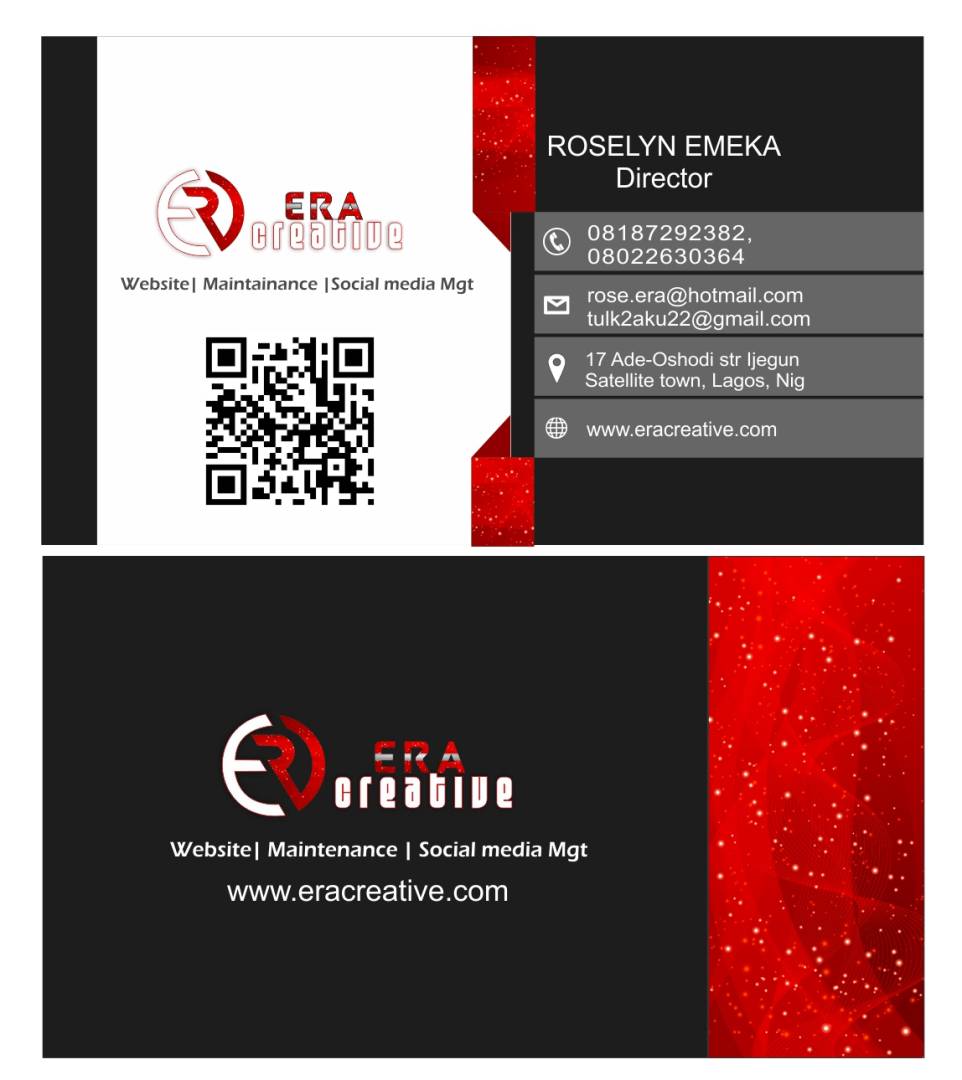 ERA
creative
Website| Maintainance |Social media Mgt
ROSELYN EMEKA
Director
08187292382,
08022630364
rose.era@hotmail.com
tulk2aku22@gmail.com
17 Ade-Oshodi str Ijegun
Satellite town, Lagos, Nig
www.eracreative.com
ERA
creative
Website| Maintenance | Social media Mgt
www.eracreative.com